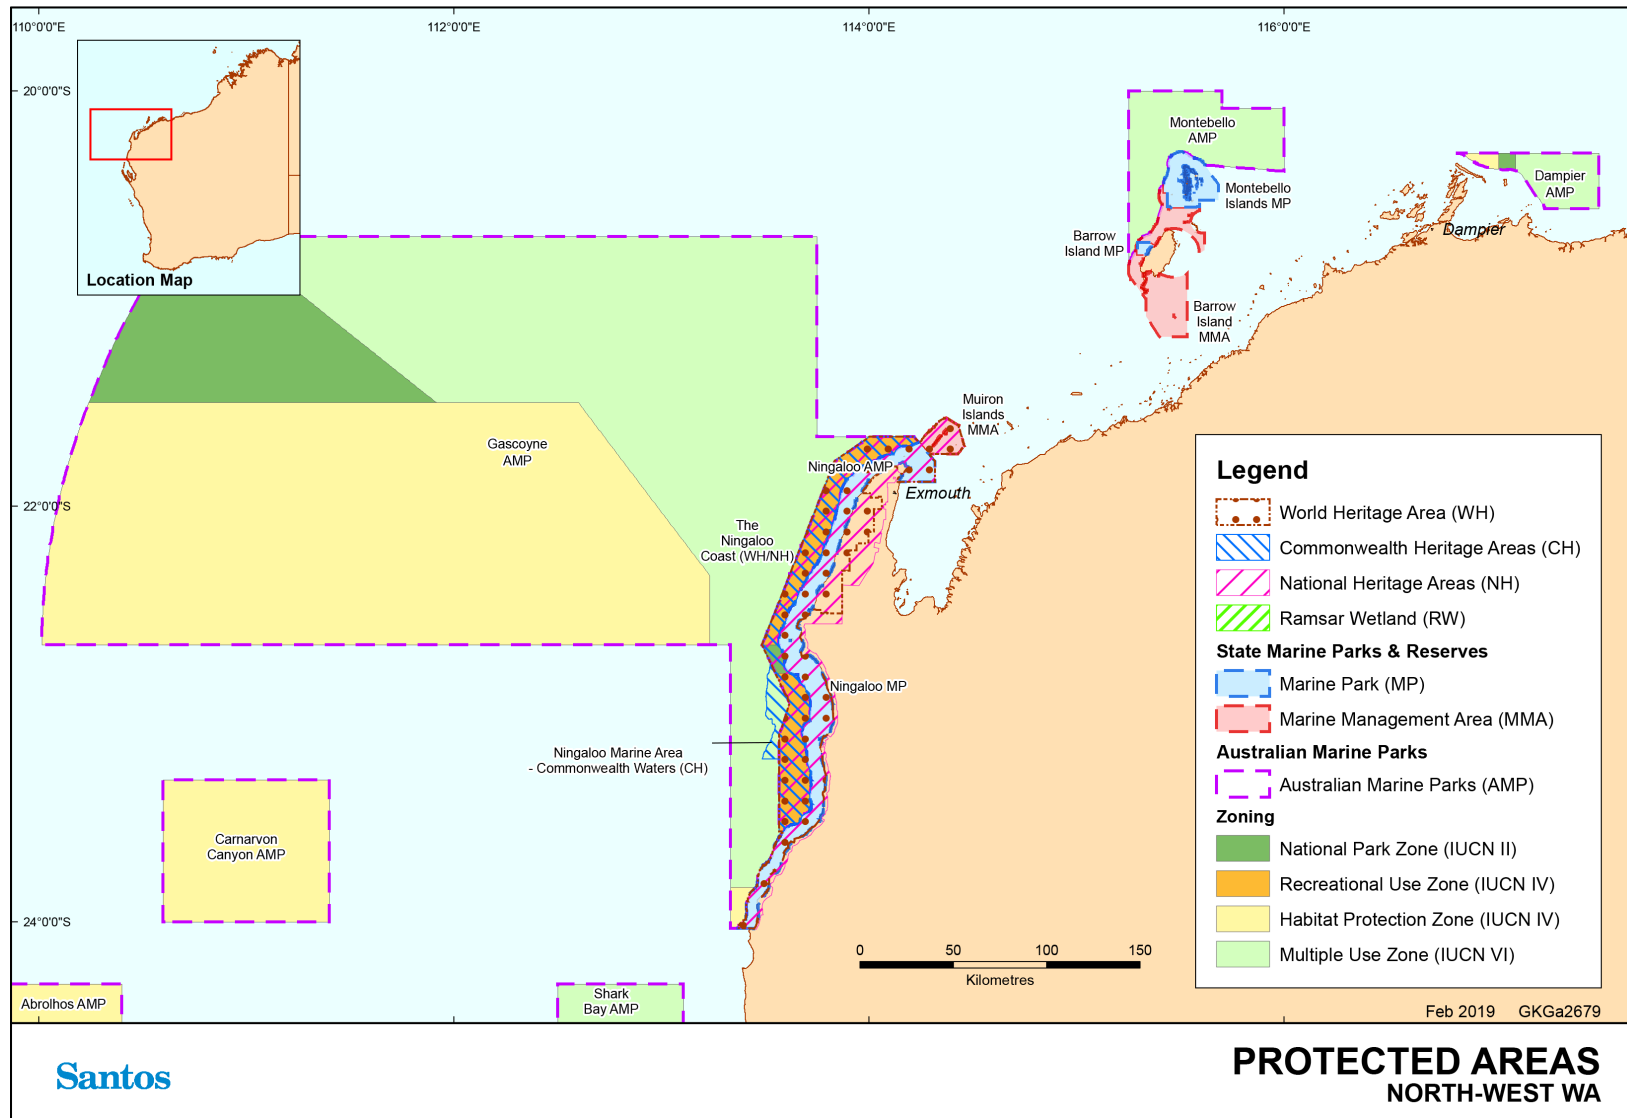 110°0'0"E
112°0'0"E
114°0'0"E
116°0'0"E
20°0'0"S
22°0'0"S
24°0'0"S
Location Map
Montebello
AMP
Montebello
Islands MP
Dampier
AMP
Dampier
Barrow
Island MP
Barrow
Island
MMA
Muiron
Islands
MMA
Gascoyne
AMP
Ningaloo AMP
Exmouth
The
Ningaloo
Coast (WH/NH)
Ningaloo MP
Ningaloo Marine Area
- Commonwealth Waters (CH)
Carnarvon
Canyon AMP
Abrolhos AMP
Shark
Bay AMP
0 50 100 150
Kilometres
Legend
World Heritage Area (WH)
Commonwealth Heritage Areas (CH)
National Heritage Areas (NH)
Ramsar Wetland (RW)
State Marine Parks & Reserves
Marine Park (MP)
Marine Management Area (MMA)
Australian Marine Parks
Australian Marine Parks (AMP)
Zoning
National Park Zone (IUCN II)
Recreational Use Zone (IUCN IV)
Habitat Protection Zone (IUCN IV)
Multiple Use Zone (IUCN VI)
Feb 2019 GKGa2679
Santos
PROTECTED AREAS
NORTH-WEST WA